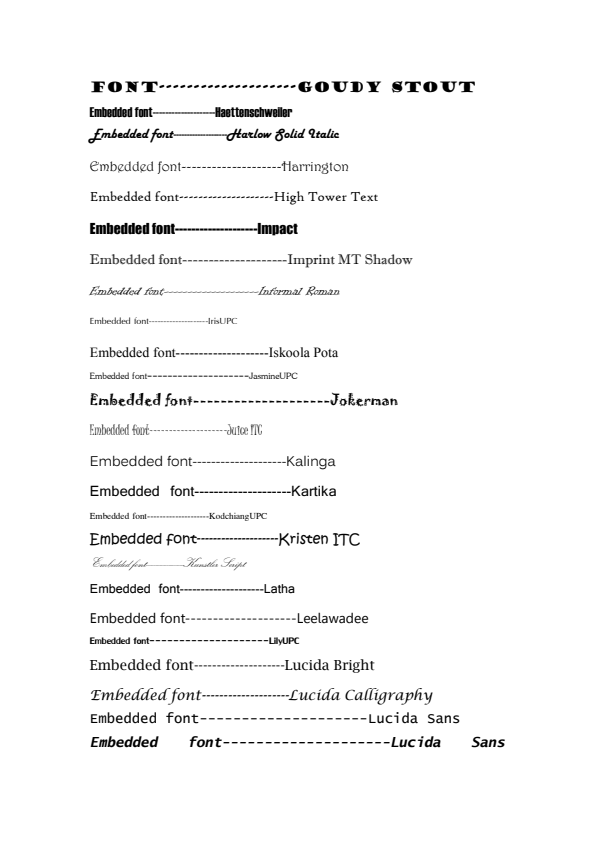 FONT--------------------GOUDY STOUT
Embedded font--------------------Haettenschweiler
Embedded font--------------------Harlow Solid Italic
Embedded font--------------------Harrington
Embedded font--------------------High Tower Text
Embedded font--------------------Impact
Embedded font--------------------Imprint MT Shadow
Embedded font--------------------Informal Roman
Embedded font--------------------IrisUPC
Embedded font--------------------Iskoola Pota
Embedded font--------------------JasmineUPC
Embedded font--------------------Jokerman
Embedded font--------------------Juice ITC
Embedded font--------------------Kalinga
Embedded font--------------------Kartika
Embedded font--------------------KodchiangUPC
Embedded font--------------------Kristen ITC
Embedded font--------------------Kunstler Script
Embedded font--------------------Latha
Embedded font--------------------Leelawadee
Embedded font--------------------LilyUPC
Embedded font--------------------Lucida Bright
Embedded font--------------------Lucida Calligraphy
Embedded font--------------------Lucida Sans
Embedded font--------------------Lucida Sans